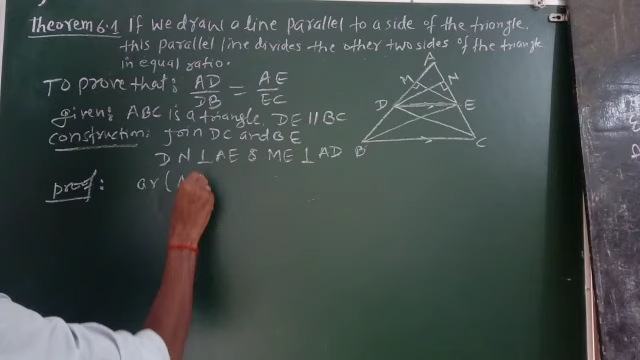 Theorem 6.1 If we draw a line parallel to a side of the triangle.
this parallel line divides the other two sides of the triangle
in equal ratio.
To prove that: AD/DB = AE/EC
given: ABC is a triangle. DE || BC
construction: join DC and BE
DN ⊥ AE & ME ⊥ AD
proof: ar(
A
M N
D E
B C